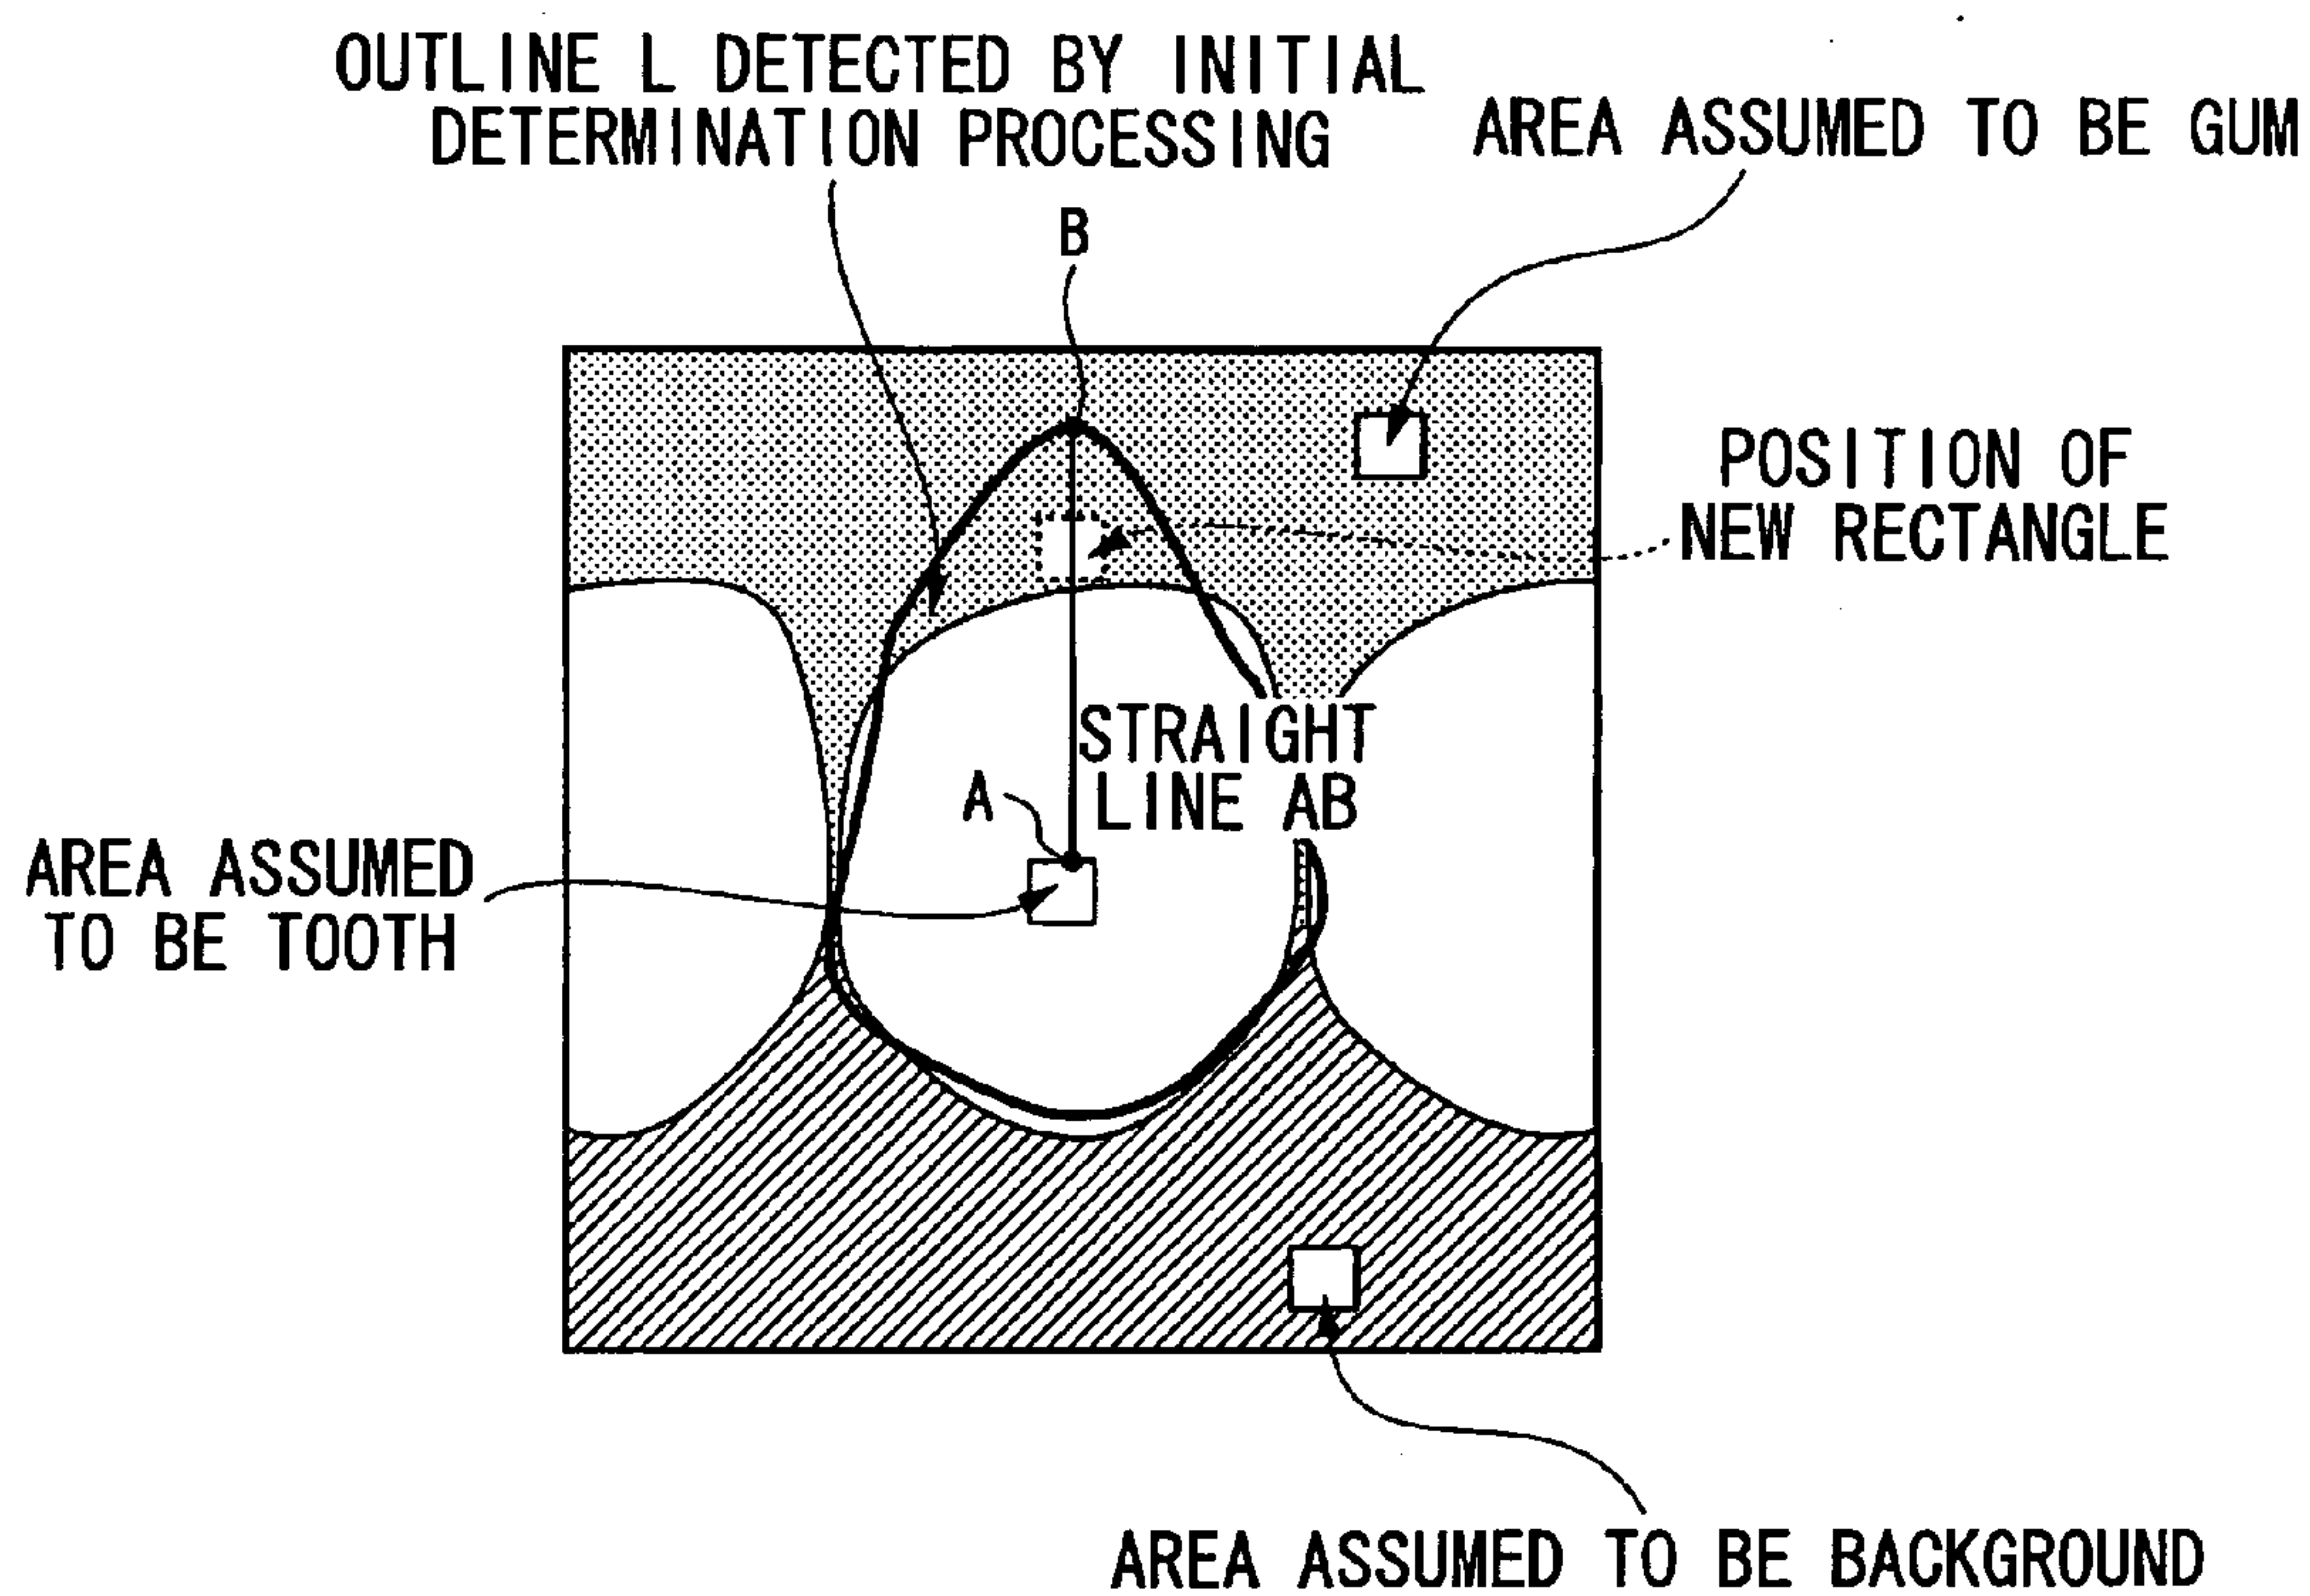 OUTLINE L DETECTED BY INITIAL
DETERMINATION PROCESSING
AREA ASSUMED TO BE GUM
B
POSITION OF
NEW RECTANGLE
STRAIGHT
LINE AB
A
AREA ASSUMED
TO BE TOOTH
AREA ASSUMED TO BE BACKGROUND